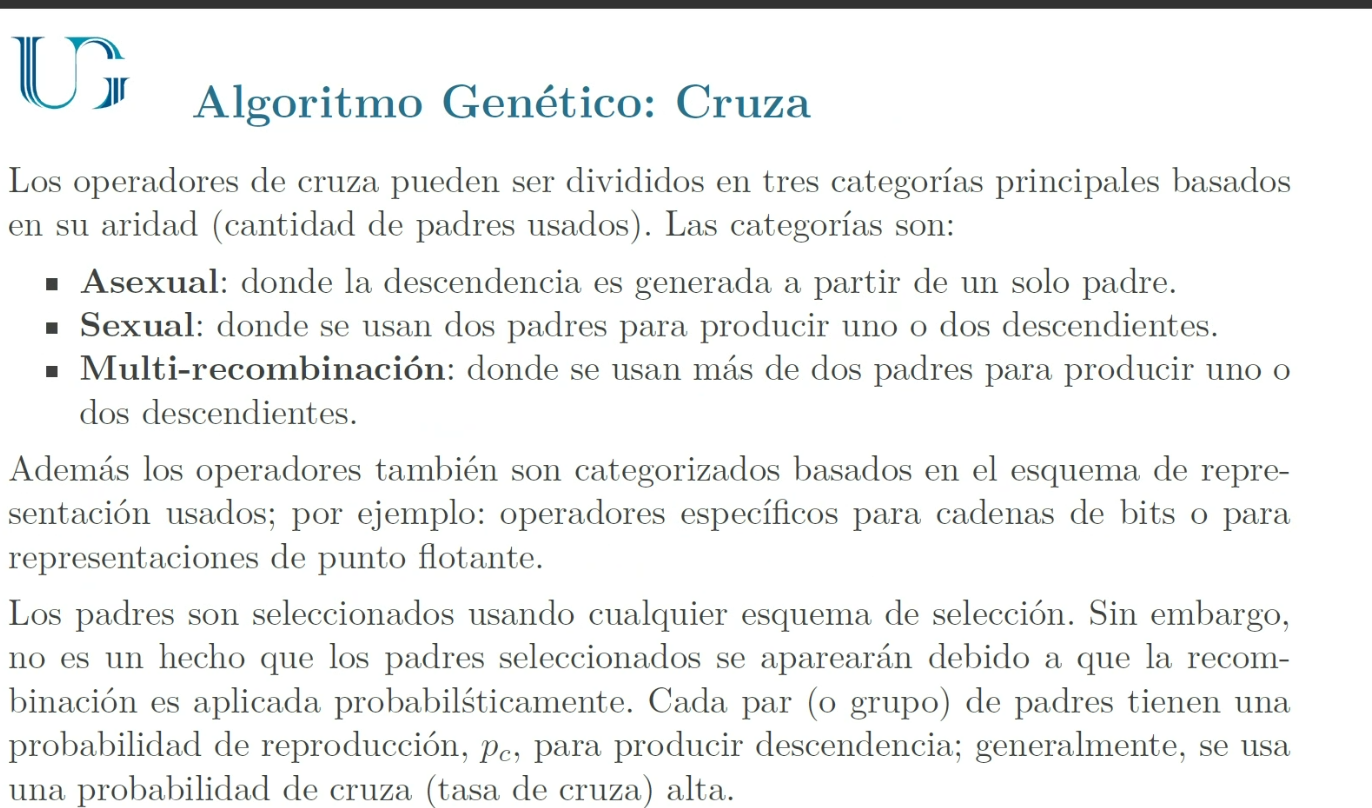 UG
Algoritmo Genético: Cruza
Los operadores de cruza pueden ser divididos en tres categorías principales basados
en su aridad (cantidad de padres usados). Las categorías son:
▪ Asexual: donde la descendencia es generada a partir de un solo padre.
▪ Sexual: donde se usan dos padres para producir uno o dos descendientes.
▪ Multi-recombinación: donde se usan más de dos padres para producir uno o
dos descendientes.
Además los operadores también son categorizados basados en el esquema de repre-
sentación usados; por ejemplo: operadores específicos para cadenas de bits o para
representaciones de punto flotante.
Los padres son seleccionados usando cualquier esquema de selección. Sin embargo,
no es un hecho que los padres seleccionados se aparearán debido a que la recom-
binación es aplicada probabilśticamente. Cada par (o grupo) de padres tienen una
probabilidad de reproducción, p_c, para producir descendencia; generalmente, se usa
una probabilidad de cruza (tasa de cruza) alta.